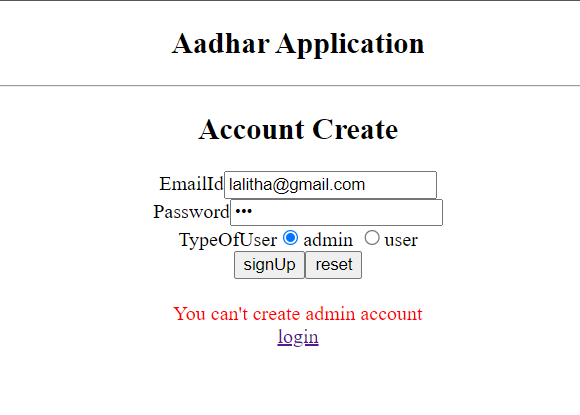 Aadhar Application
Account Create
EmailId lalitha@gmail.com
Password •••
TypeOfUser admin user
signUp reset
You can't create admin account
login